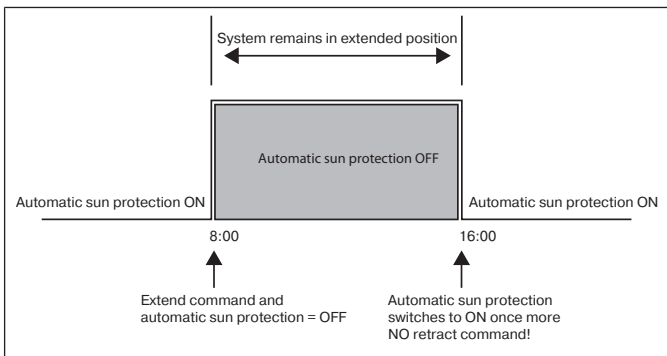 System remains in extended position
Automatic sun protection OFF
Automatic sun protection ON
Automatic sun protection ON
8:00
16:00
Extend command and
automatic sun protection = OFF
Automatic sun protection
switches to ON once more
NO retract command!